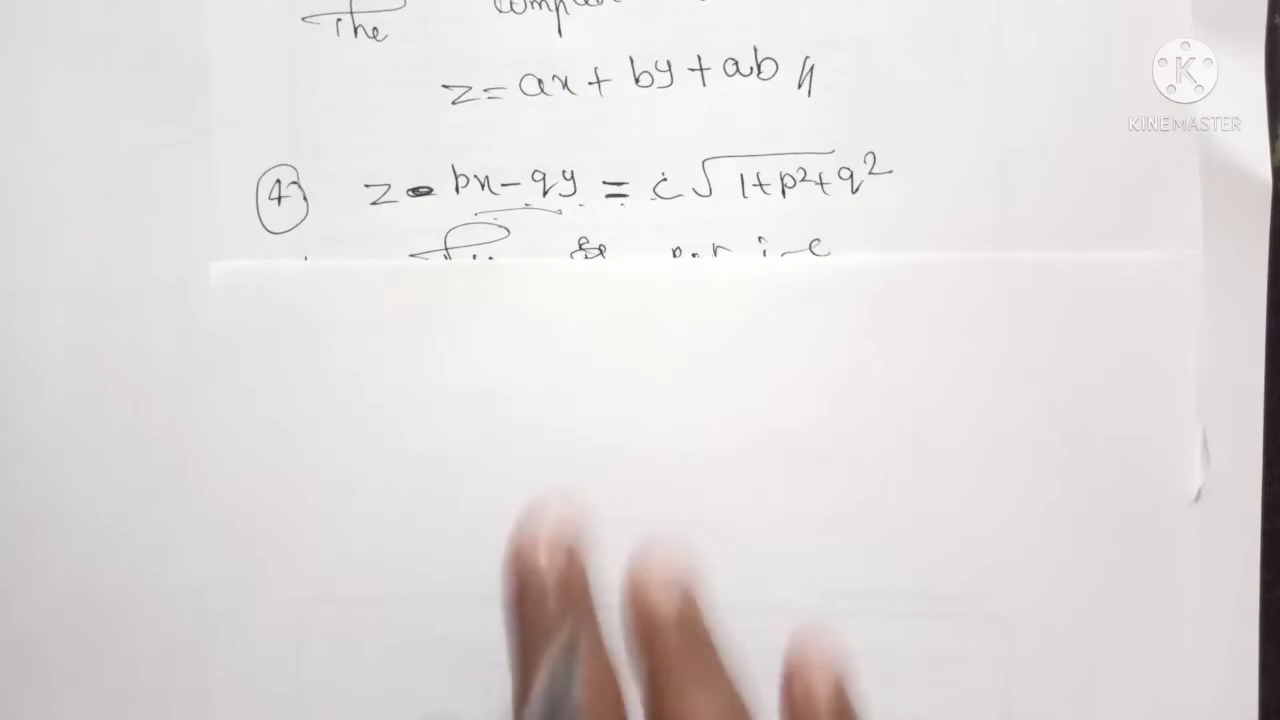 The
z = ax + by + ab //
K
KINEMASTER
④ z - px - qy = c√1+p²+q²